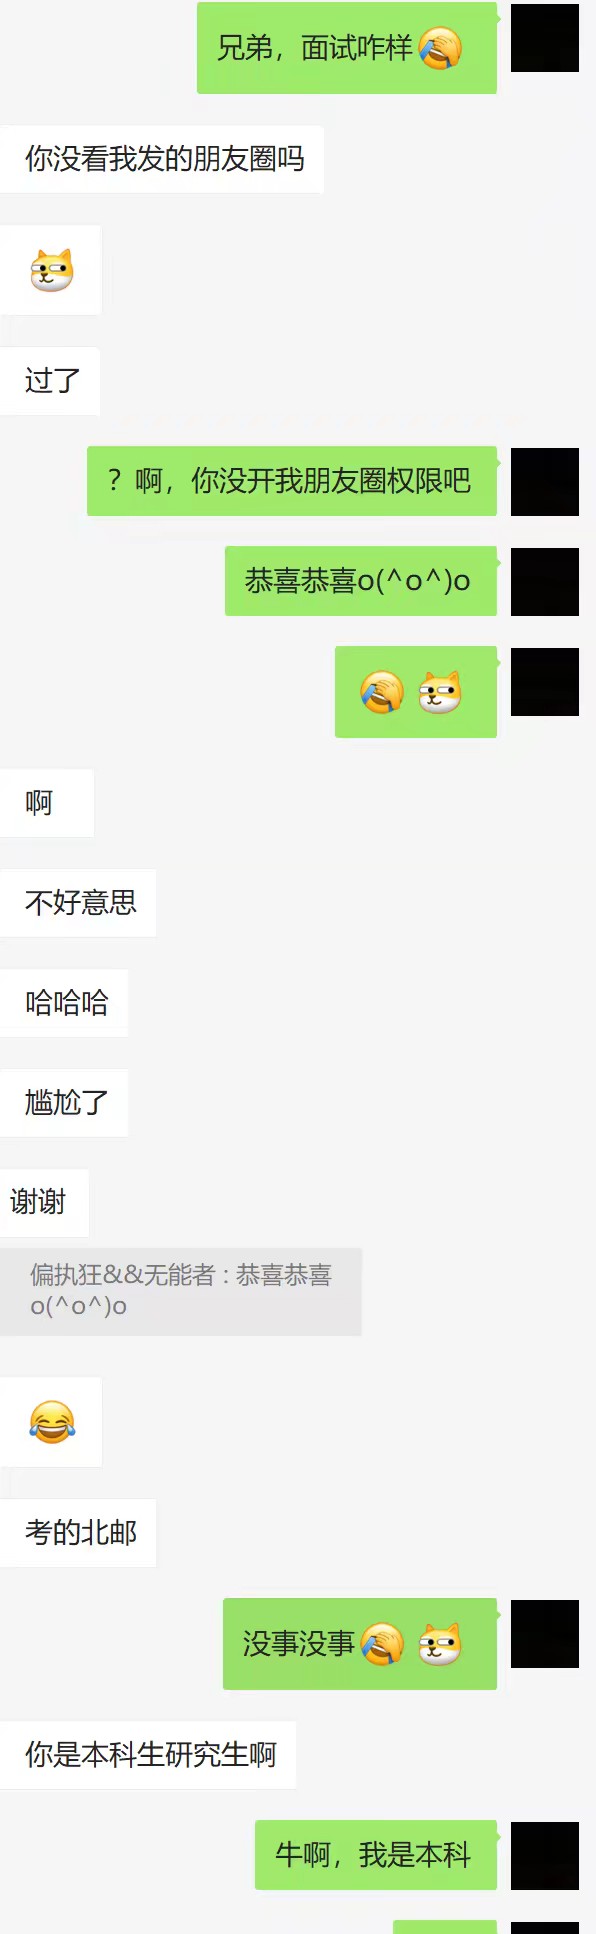 兄弟，面试咋样
你没看我发的朋友圈吗
过了
？啊，你没开我朋友圈权限吧
恭喜恭喜o(^o^)o
啊
不好意思
哈哈哈
尴尬了
谢谢
偏执狂&&无能者 : 恭喜恭喜
o(^o^)o
考的北邮
没事没事
你是本科生研究生啊
牛啊，我是本科